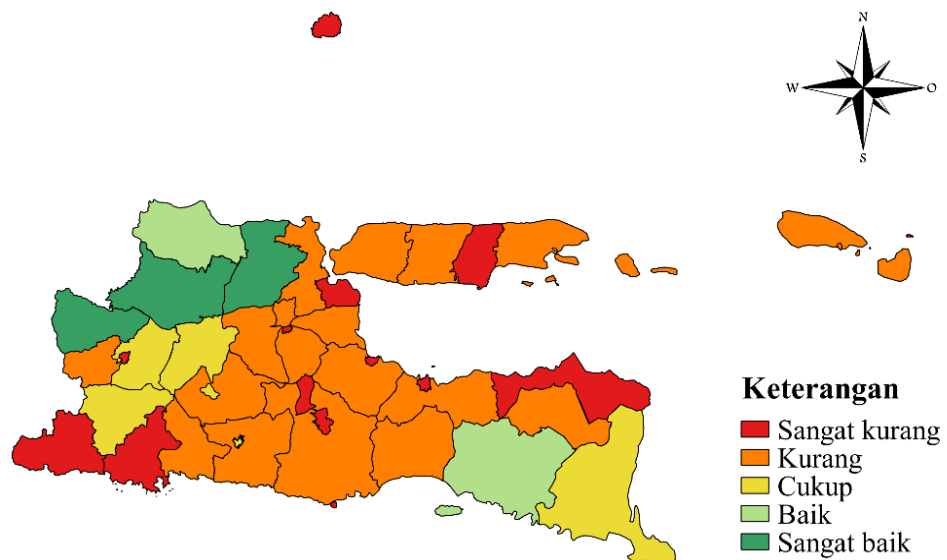 N
W
O
S
Keterangan
Sangat kurang
Kurang
Cukup
Baik
Sangat baik